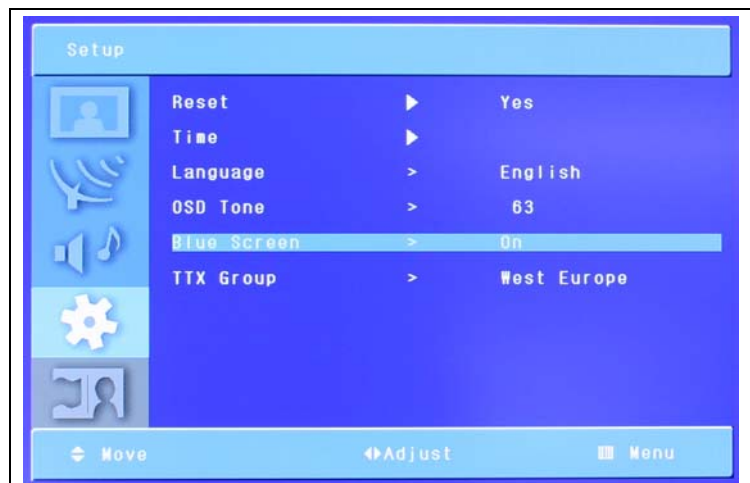 Setup
Reset Yes
Time
Language > English
OSD Tone > 63
Blue Screen > On
TTX Group > West Europe
Move Adjust Menu